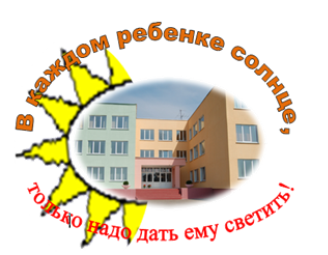 В каждом ребенке солнце,
только надо дать ему светить!